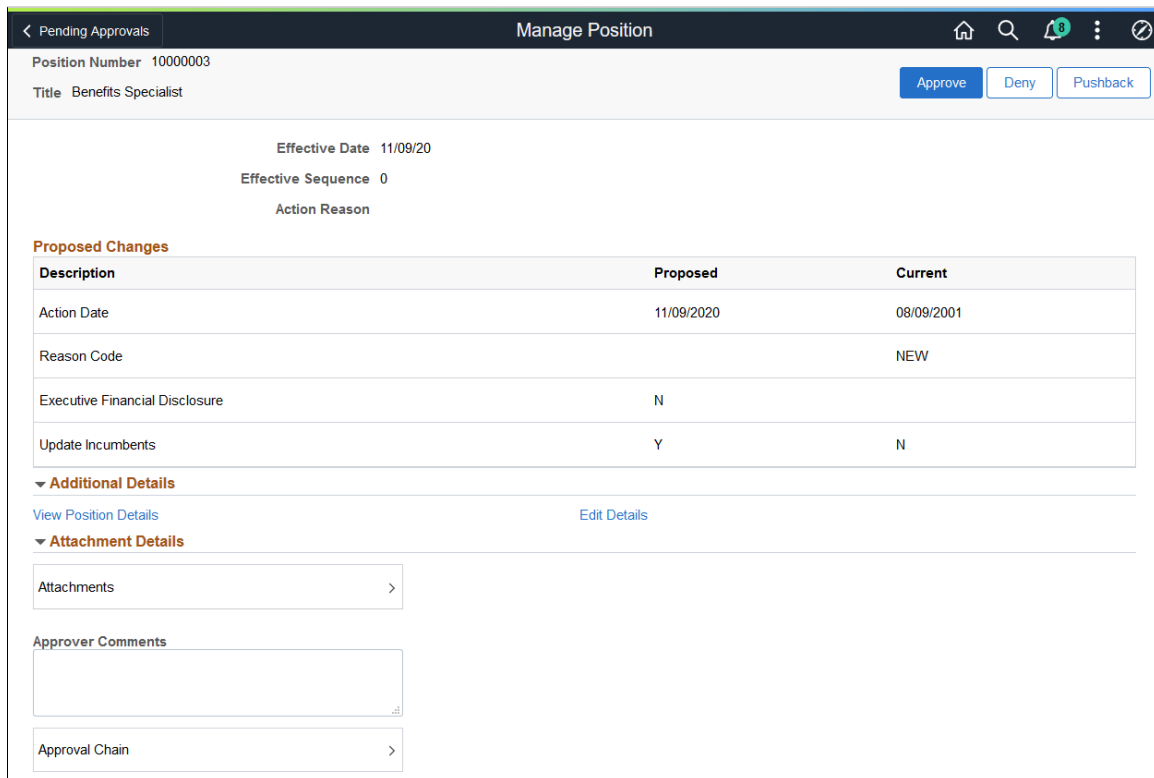 Pending Approvals Manage Position 8
Position Number 10000003
Title Benefits Specialist
Approve Deny Pushback
Effective Date 11/09/20
Effective Sequence 0
Action Reason
Proposed Changes
Description Proposed Current
Action Date 11/09/2020 08/09/2001
Reason Code NEW
Executive Financial Disclosure N
Update Incumbents Y N
Additional Details
View Position Details Edit Details
Attachment Details
Attachments
Approver Comments
Approval Chain